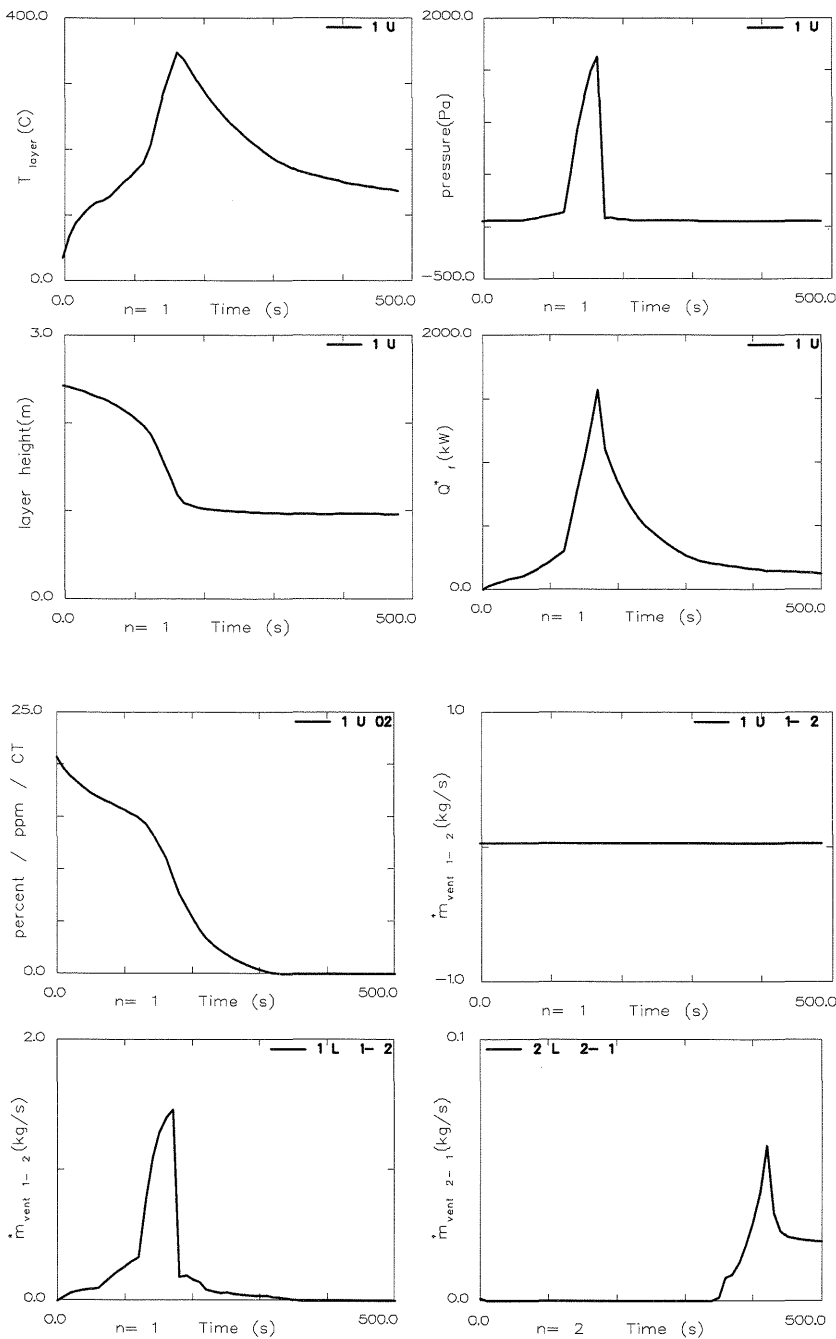 400.0
1 U
T layer (C)
0.0
0.0
500.0
n= 1 Time (s)
2000.0
1 U
pressure(Pa)
-500.0
0.0
500.0
n= 1 Time (s)
3.0
1 U
layer height(m)
0.0
0.0
500.0
n= 1 Time (s)
2000.0
1 U
Q* f (kW)
0.0
0.0
500.0
n= 1 Time (s)
25.0
1 U O2
percent / ppm / CT
0.0
0.0
500.0
n= 1 Time (s)
1.0
1 U 1- 2
*m vent 1- 2 (kg/s)
-1.0
0.0
500.0
n= 1 Time (s)
2.0
1 L 1- 2
*m vent 1- 2 (kg/s)
0.0
0.0
500.0
n= 1 Time (s)
0.1
2 L 2- 1
*m vent 2- 1 (kg/s)
0.0
0.0
500.0
n= 2 Time (s)